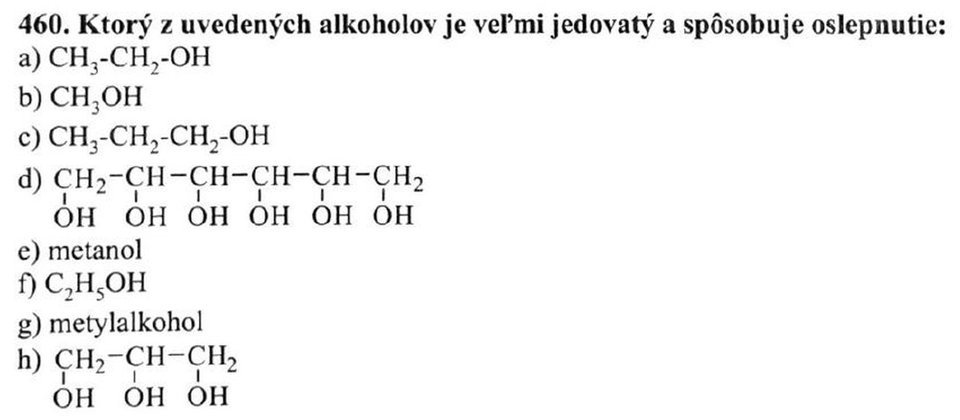 460. Ktorý z uvedených alkoholov je veľmi jedovatý a spôsobuje oslepnutie:
a) CH₃-CH₂-OH
b) CH₃OH
c) CH₃-CH₂-CH₂-OH
d) CH₂-CH-CH-CH-CH-CH₂
OH OH OH OH OH OH
e) metanol
f) C₂H₅OH
g) metylalkohol
h) CH₂-CH-CH₂
OH OH OH